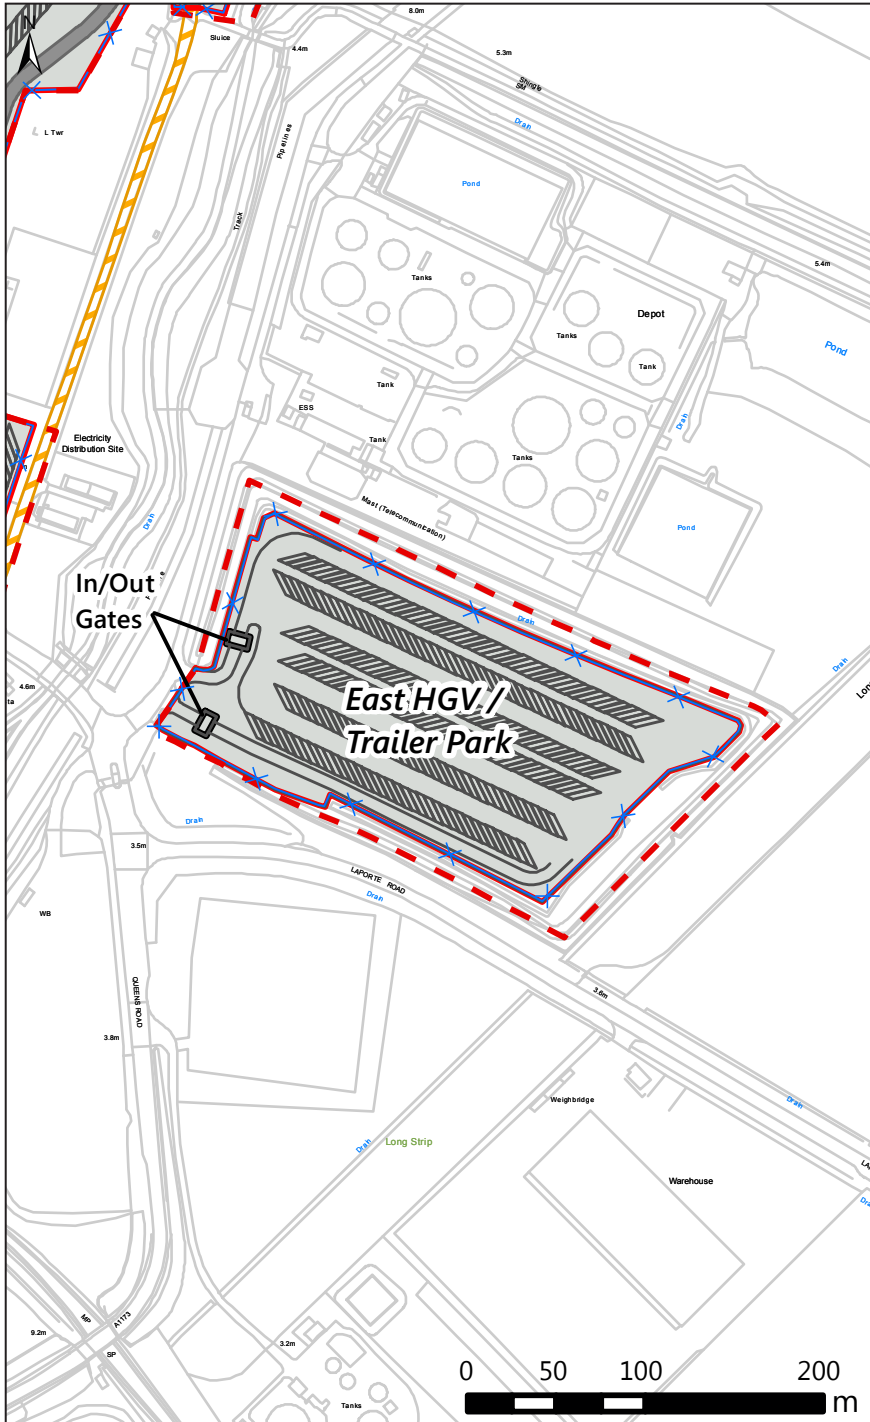 N
8.0m
Sluice
4.4m
5.3m
Shingle
SM
Drain
L Twr
Pipelines
Pond
Track
5.4m
Tanks
Depot
Tanks
Pond
Tank
Tank
ESS
Drain
Electricity
Distribution Site
Tank
Tanks
Mast (Telecommunication)
Drain
Pond
In/Out
Gates
Drain
Drain
4.6m
East HGV /
Trailer Park
Drain
3.5m
LAPORTE ROAD
Drain
WB
QUEENS ROAD
3.6m
3.8m
Weighbridge
Drain
Drain
Long Strip
Warehouse
MP
A1173
9.2m
SP
3.2m
Tanks
0 50 100 200
m